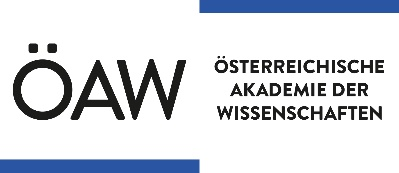 ÖAW
ÖSTERREICHISCHE
AKADEMIE DER
WISSENSCHAFTEN